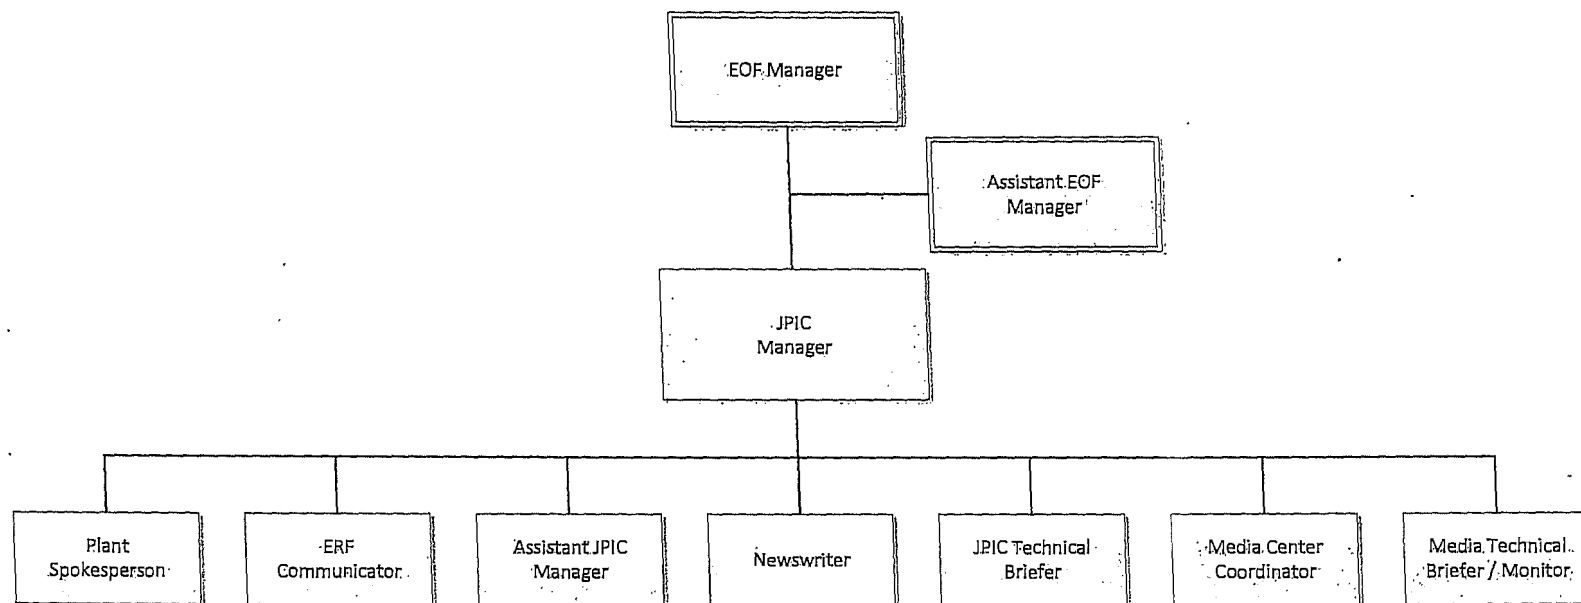 EOF Manager
Assistant EOF
Manager
JPIC
Manager
Plant
Spokesperson
ERF
Communicator
Assistant JPIC
Manager
Newswriter
JPIC Technical
Briefer
Media Center
Coordinator
Media Technical
Briefer / Monitor